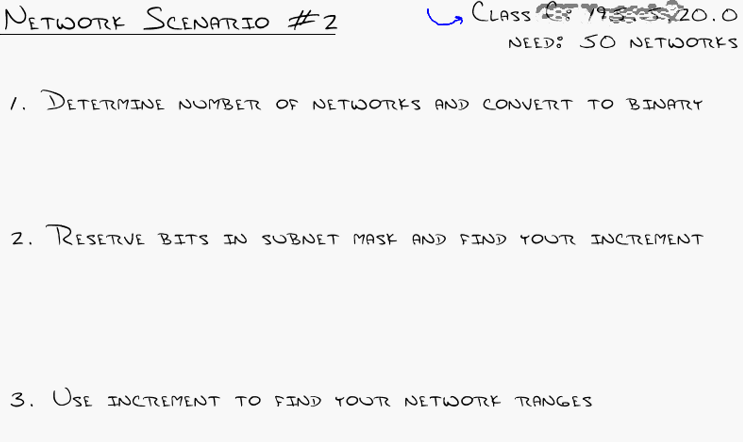 NETWORK SCENARIO #2
CLASS 20.0
NEED: 50 NETWORKS
1. DETERMINE NUMBER OF NETWORKS AND CONVERT TO BINARY
2. RESERVE BITS IN SUBNET MASK AND FIND YOUR INCREMENT
3. USE INCREMENT TO FIND YOUR NETWORK RANGES